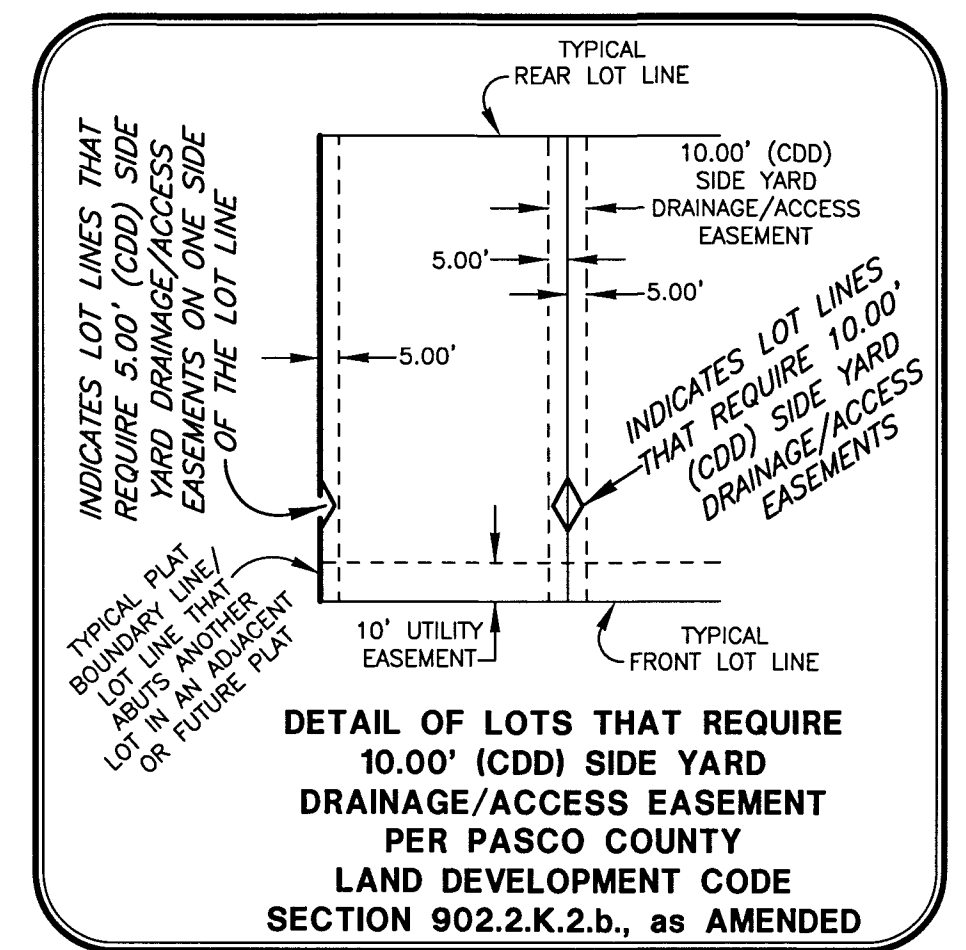 TYPICAL
REAR LOT LINE
INDICATES LOT LINES THAT
REQUIRE 5.00' (CDD) SIDE
YARD DRAINAGE/ACCESS
EASEMENTS ON ONE SIDE
OF THE LOT LINE
10.00' (CDD)
SIDE YARD
DRAINAGE/ACCESS
EASEMENT
5.00'
5.00'
5.00'
INDICATES LOT LINES
THAT REQUIRE 10.00'
(CDD) SIDE YARD
DRAINAGE/ACCESS
EASEMENTS
TYPICAL PLAT
BOUNDARY LINE/
LOT LINE THAT
ABUTS ANOTHER
LOT IN AN ADJACENT
OR FUTURE PLAT
10' UTILITY
EASEMENT
TYPICAL
FRONT LOT LINE
DETAIL OF LOTS THAT REQUIRE
10.00' (CDD) SIDE YARD
DRAINAGE/ACCESS EASEMENT
PER PASCO COUNTY
LAND DEVELOPMENT CODE
SECTION 902.2.K.2.b., as AMENDED